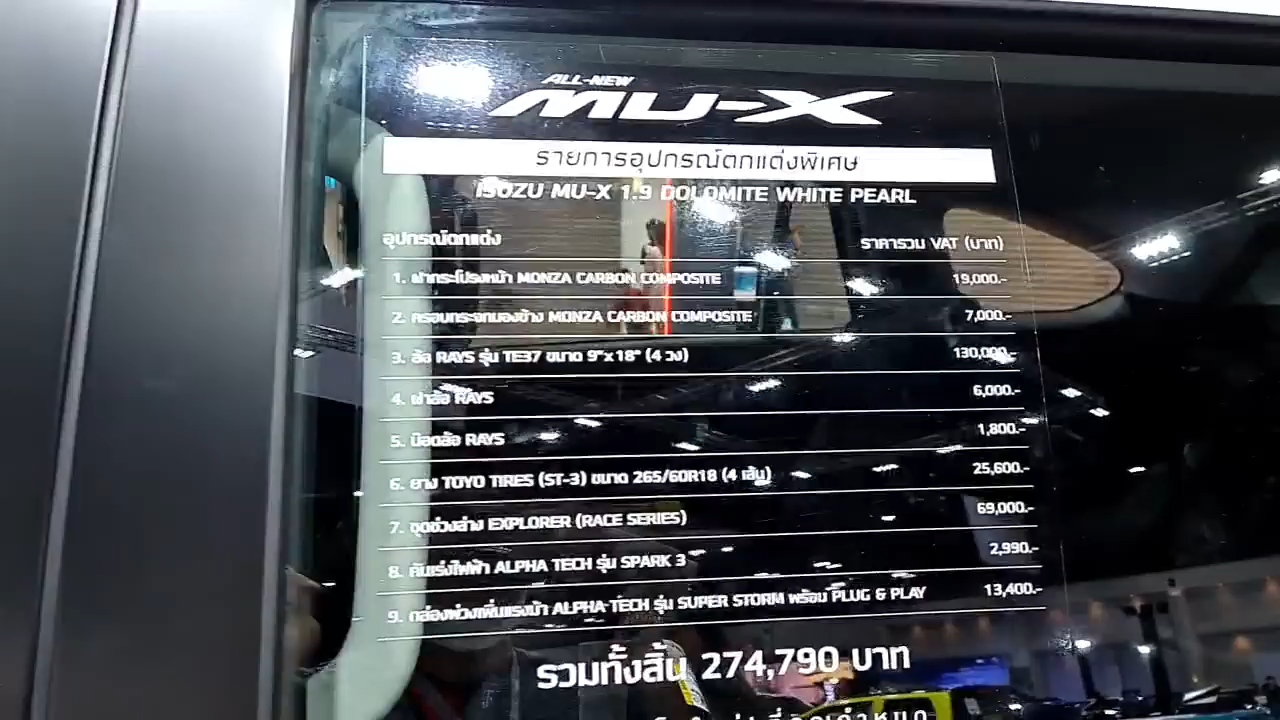 ALL-NEW
MU-X
รายการอุปกรณ์ตกแต่งพิเศษ
ISUZU MU-X 1.9 DOLOMITE WHITE PEARL
อุปกรณ์ตกแต่ง ราคารวม VAT (บาท)
1. ฝากระโปรงหน้า MONZA CARBON COMPOSITE 19,000.-
2. ครอบกระจกมองข้าง MONZA CARBON COMPOSITE 7,000.-
3. ล้อ RAYS รุ่น TE37 ขนาด 9"x18" (4 วง) 130,000.-
4. ฝาล้อ RAYS 6,000.-
5. น๊อตล้อ RAYS 1,800.-
6. ยาง TOYO TIRES (ST-3) ขนาด 265/60R18 (4 เส้น) 25,600.-
7. ชุดช่วงล่าง EXPLORER (RACE SERIES) 69,000.-
8. คันเร่งไฟฟ้า ALPHA TECH รุ่น SPARK 3 2,990.-
9. กล่องพ่วงเพิ่มแรงม้า ALPHA TECH รุ่น SUPER STORM พร้อม PLUG & PLAY 13,400.-
รวมทั้งสิ้น 274,790 บาท